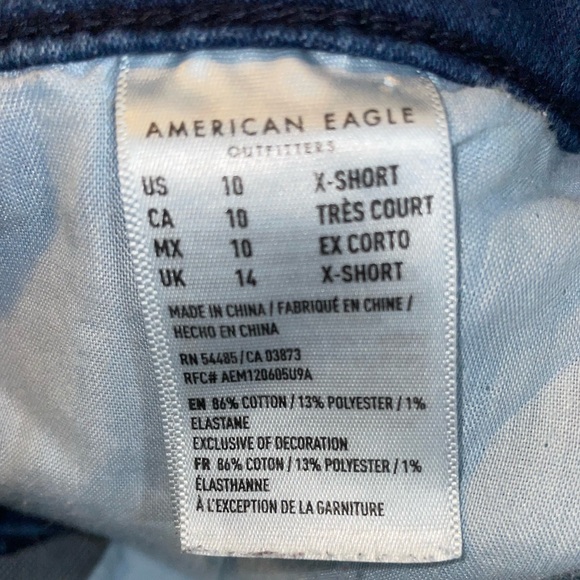 AMERICAN EAGLE
OUTFITTERS
US 10 X-SHORT
CA 10 TRÈS COURT
MX 10 EX CORTO
UK 14 X-SHORT
MADE IN CHINA / FABRIQUÉ EN CHINE /
HECHO EN CHINA
RN 54485 / CA 03873
RFC# AEM120605U9A
EN 86% COTTON / 13% POLYESTER / 1%
ELASTANE
EXCLUSIVE OF DECORATION
FR 86% COTON / 13% POLYESTER / 1%
ÉLASTHANNE
À L'EXCEPTION DE LA GARNITURE